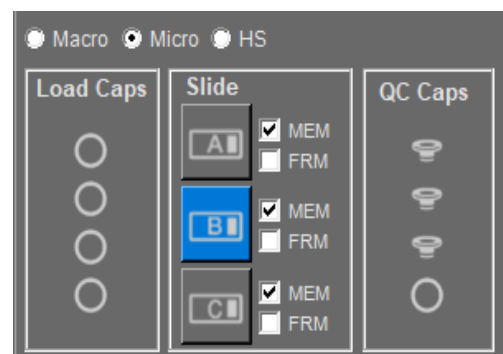 Macro Micro HS
Load Caps Slide QC Caps
A MEM
FRM
B MEM
FRM
C MEM
FRM